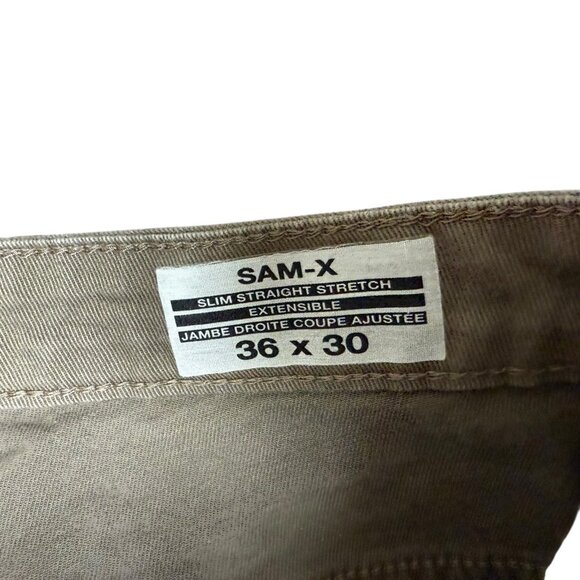 SAM-X
SLIM STRAIGHT STRETCH
EXTENSIBLE
JAMBE DROITE COUPE AJUSTÉE
36 x 30